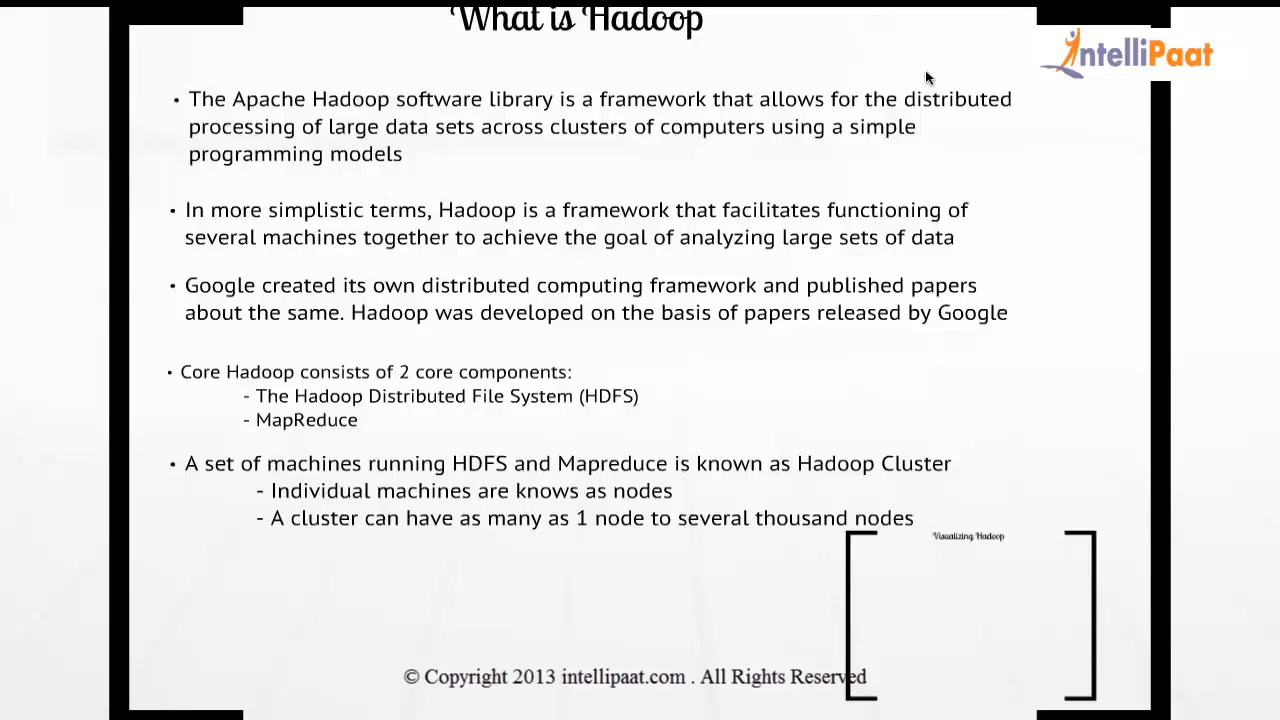 What is Hadoop
IntelliPaat
• The Apache Hadoop software library is a framework that allows for the distributed
processing of large data sets across clusters of computers using a simple
programming models
• In more simplistic terms, Hadoop is a framework that facilitates functioning of
several machines together to achieve the goal of analyzing large sets of data
• Google created its own distributed computing framework and published papers
about the same. Hadoop was developed on the basis of papers released by Google
• Core Hadoop consists of 2 core components:
- The Hadoop Distributed File System (HDFS)
- MapReduce
• A set of machines running HDFS and Mapreduce is known as Hadoop Cluster
- Individual machines are knows as nodes
- A cluster can have as many as 1 node to several thousand nodes
Visualizing Hadoop
© Copyright 2013 intellipaat.com . All Rights Reserved